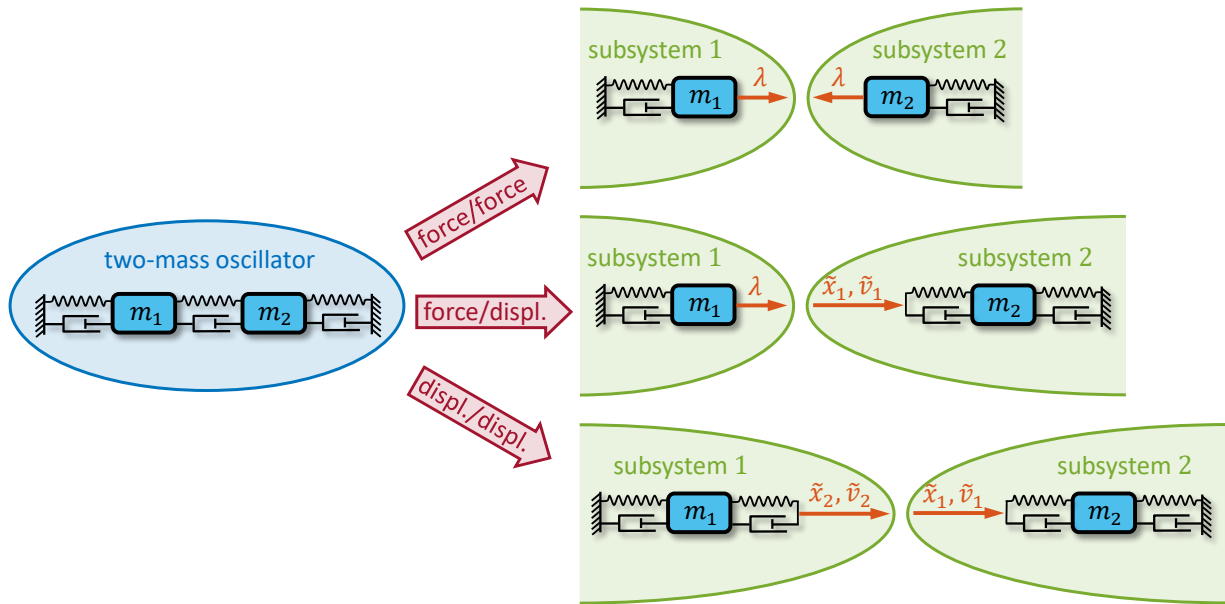 subsystem 1
λ
m₁
subsystem 2
λ
m₂
force/force
two-mass oscillator
m₁
m₂
force/displ.
subsystem 1
λ
m₁
subsystem 2
x̃₁, ṽ₁
m₂
displ./displ.
subsystem 1
x̃₂, ṽ₂
m₁
subsystem 2
x̃₁, ṽ₁
m₂